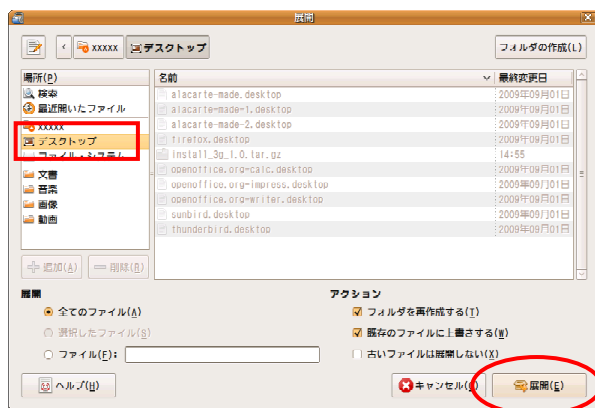 展開
xxxxx デスクトップ フォルダの作成(L)
場所(P) 名前 最終変更日
検索 alacarte-made.desktop 2009年09月01日
最近開いたファイル alacarte-made-1.desktop 2009年09月01日
xxxxx alacarte-made-2.desktop 2009年09月01日
デスクトップ firefox.desktop 2009年09月01日
ファイル・システム install_3g_1.0.tar.gz 14:55
openoffice.org-calc.desktop 2009年09月01日
文書 openoffice.org-impress.desktop 2009年09月01日
音楽 openoffice.org-writer.desktop 2009年09月01日
画像 sunbird.desktop 2009年09月01日
動画 thunderbird.desktop 2009年09月01日
追加(A) 削除(R)
展開 アクション
全てのファイル(A) フォルダを再作成する(T)
選択したファイル(S) 既存のファイルに上書きする(W)
ファイル(F): 古いファイルは展開しない(X)
ヘルプ(H) キャンセル(C) 展開(E)